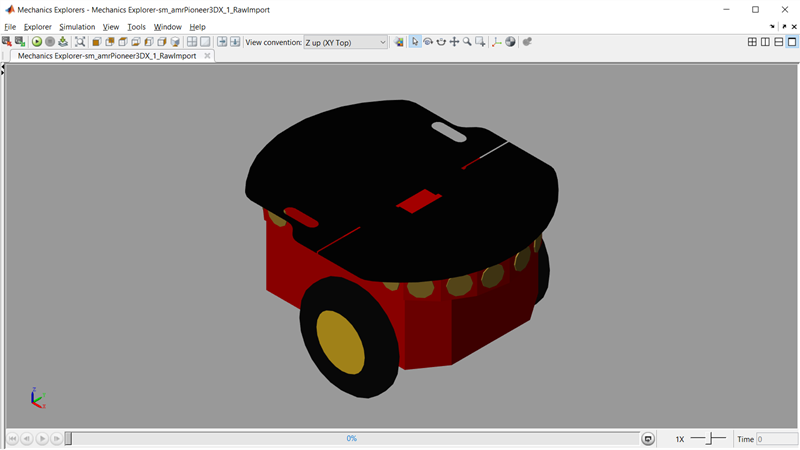 Mechanics Explorers - Mechanics Explorer-sm_amrPioneer3DX_1_RawImport
File Explorer Simulation View Tools Window Help
View convention: Z up (XY Top)
Mechanics Explorer-sm_amrPioneer3DX_1_RawImport
Z
Y
X
0%
1X
Time 0